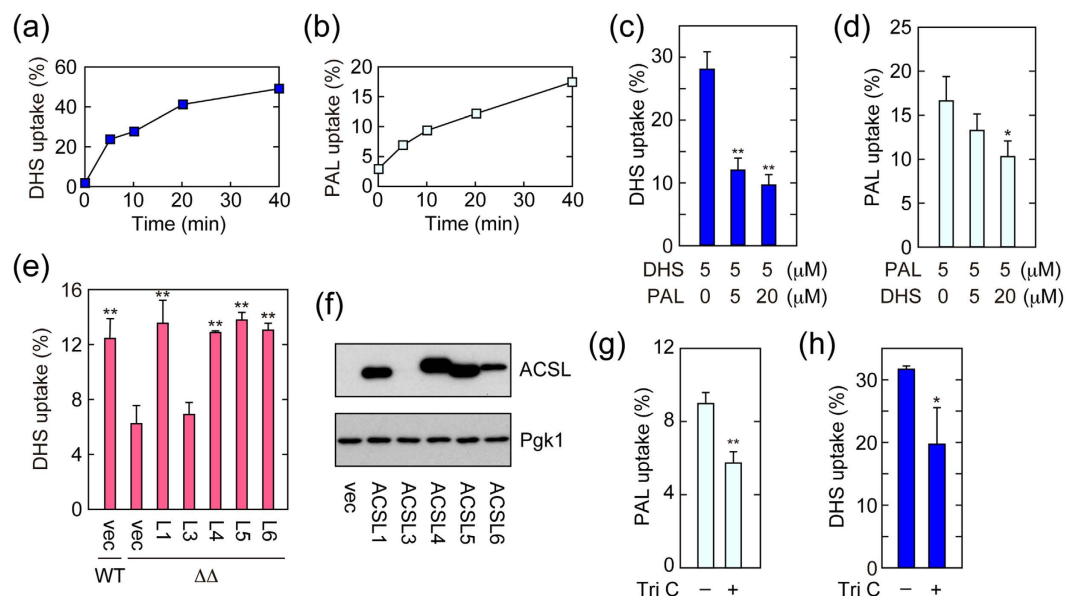 (a)
DHS uptake (%)
60
40
20
0
0 10 20 30 40
Time (min)
(b)
PAL uptake (%)
20
15
10
5
0
0 10 20 30 40
Time (min)
(c)
DHS uptake (%)
30
20
10
0
** **
DHS 5 5 5 (μM)
PAL 0 5 20 (μM)
(d)
PAL uptake (%)
25
20
15
10
5
0
*
PAL 5 5 5 (μM)
DHS 0 5 20 (μM)
(e)
DHS uptake (%)
16
12
8
4
0
** ** ** ** **
vec vec L1 L3 L4 L5 L6
WT ΔΔ
(f)
ACSL
Pgk1
vec ACSL1 ACSL3 ACSL4 ACSL5 ACSL6
(g)
PAL uptake (%)
12
8
4
0
**
Tri C – +
(h)
DHS uptake (%)
30
20
10
0
*
Tri C – +